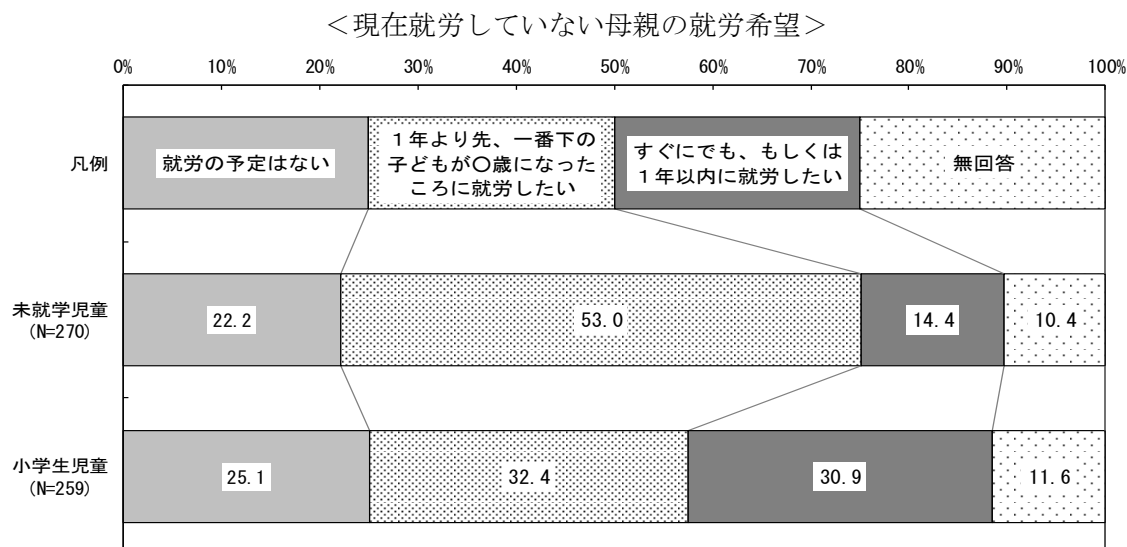 ＜現在就労していない母親の就労希望＞
0% 10% 20% 30% 40% 50% 60% 70% 80% 90% 100%
凡例
就労の予定はない
１年より先、一番下の
子どもが〇歳になった
ころに就労したい
すぐにでも、もしくは
１年以内に就労したい
無回答
未就学児童
(N=270)
22.2 53.0 14.4 10.4
小学生児童
(N=259)
25.1 32.4 30.9 11.6